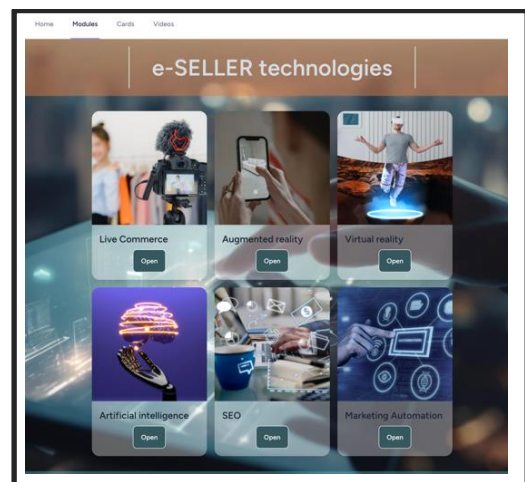 Home Modules Cards Videos
e-SELLER technologies
Live Commerce Augmented reality Virtual reality
Open Open Open
Artificial intelligence SEO Marketing Automation
Open Open Open